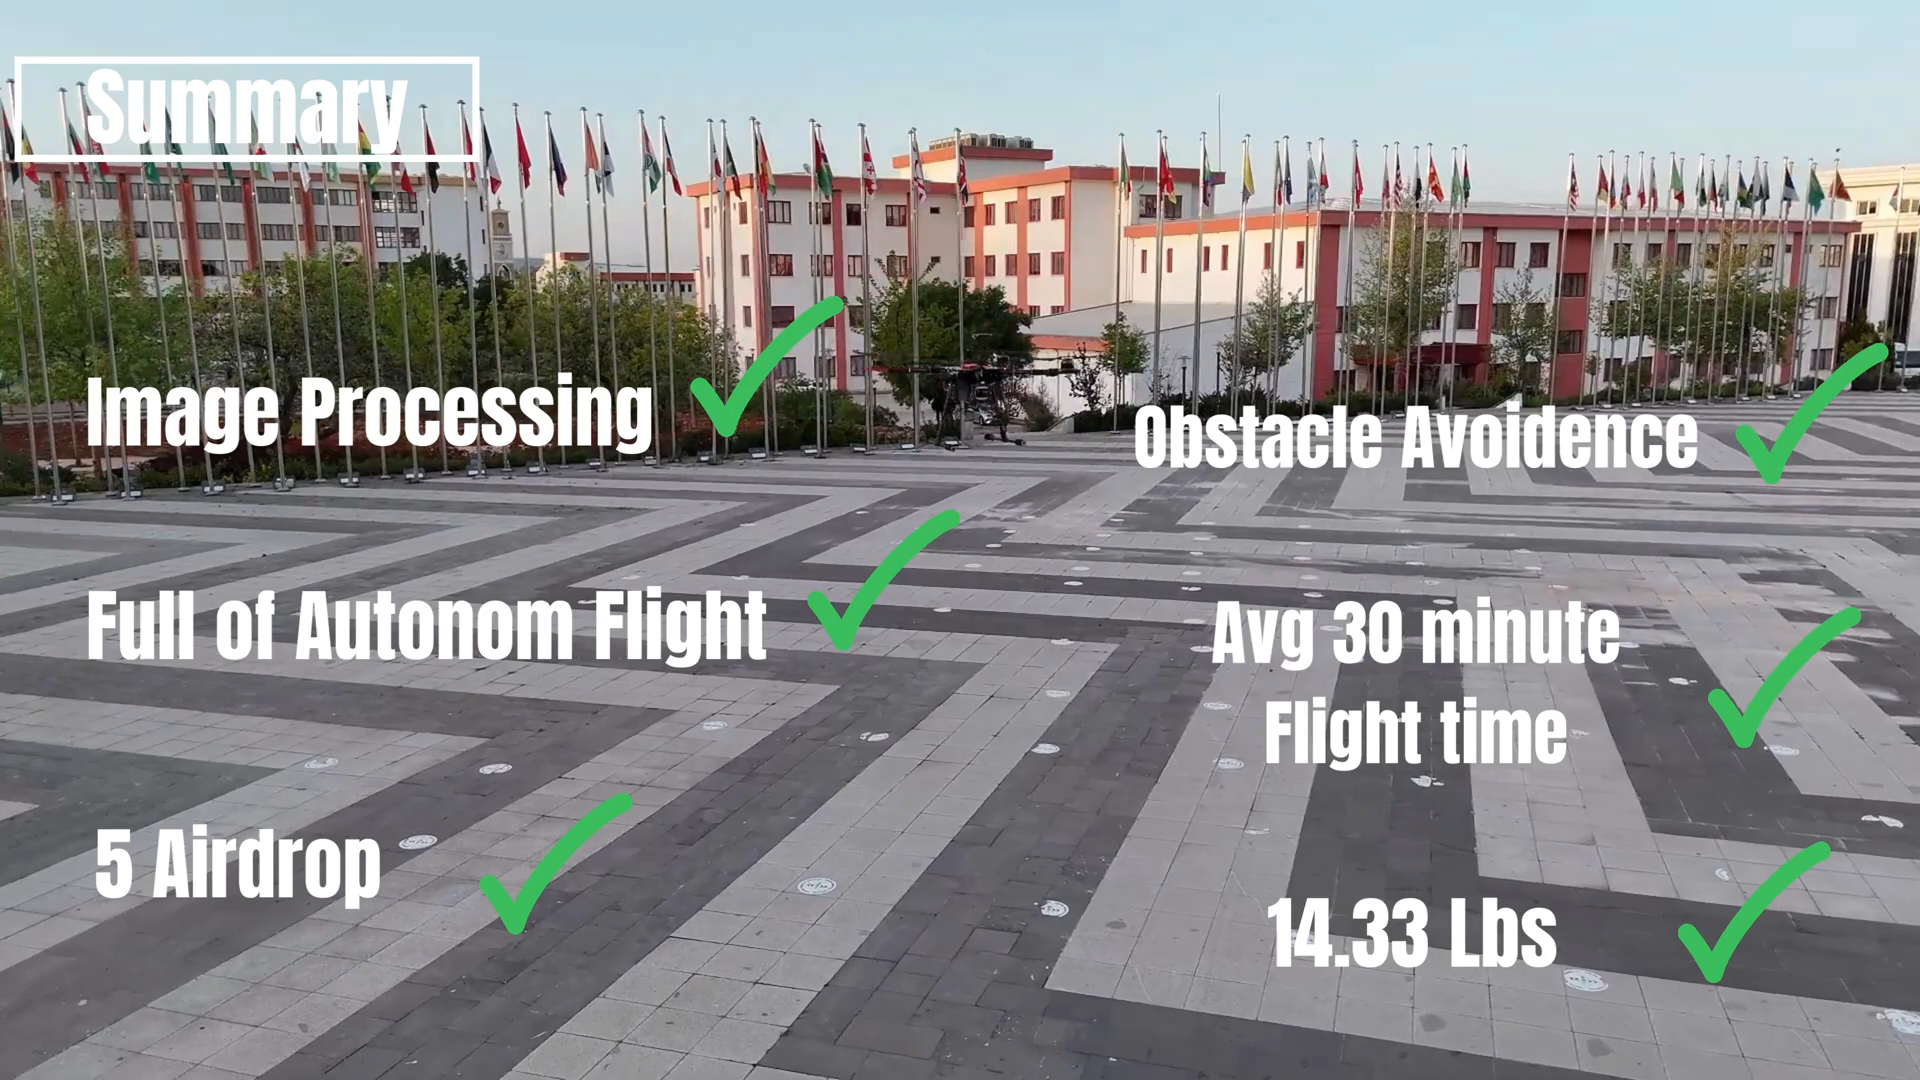 Summary
Image Processing
Full of Autonom Flight
5 Airdrop
Obstacle Avoidence
Avg 30 minute
Flight time
14.33 Lbs